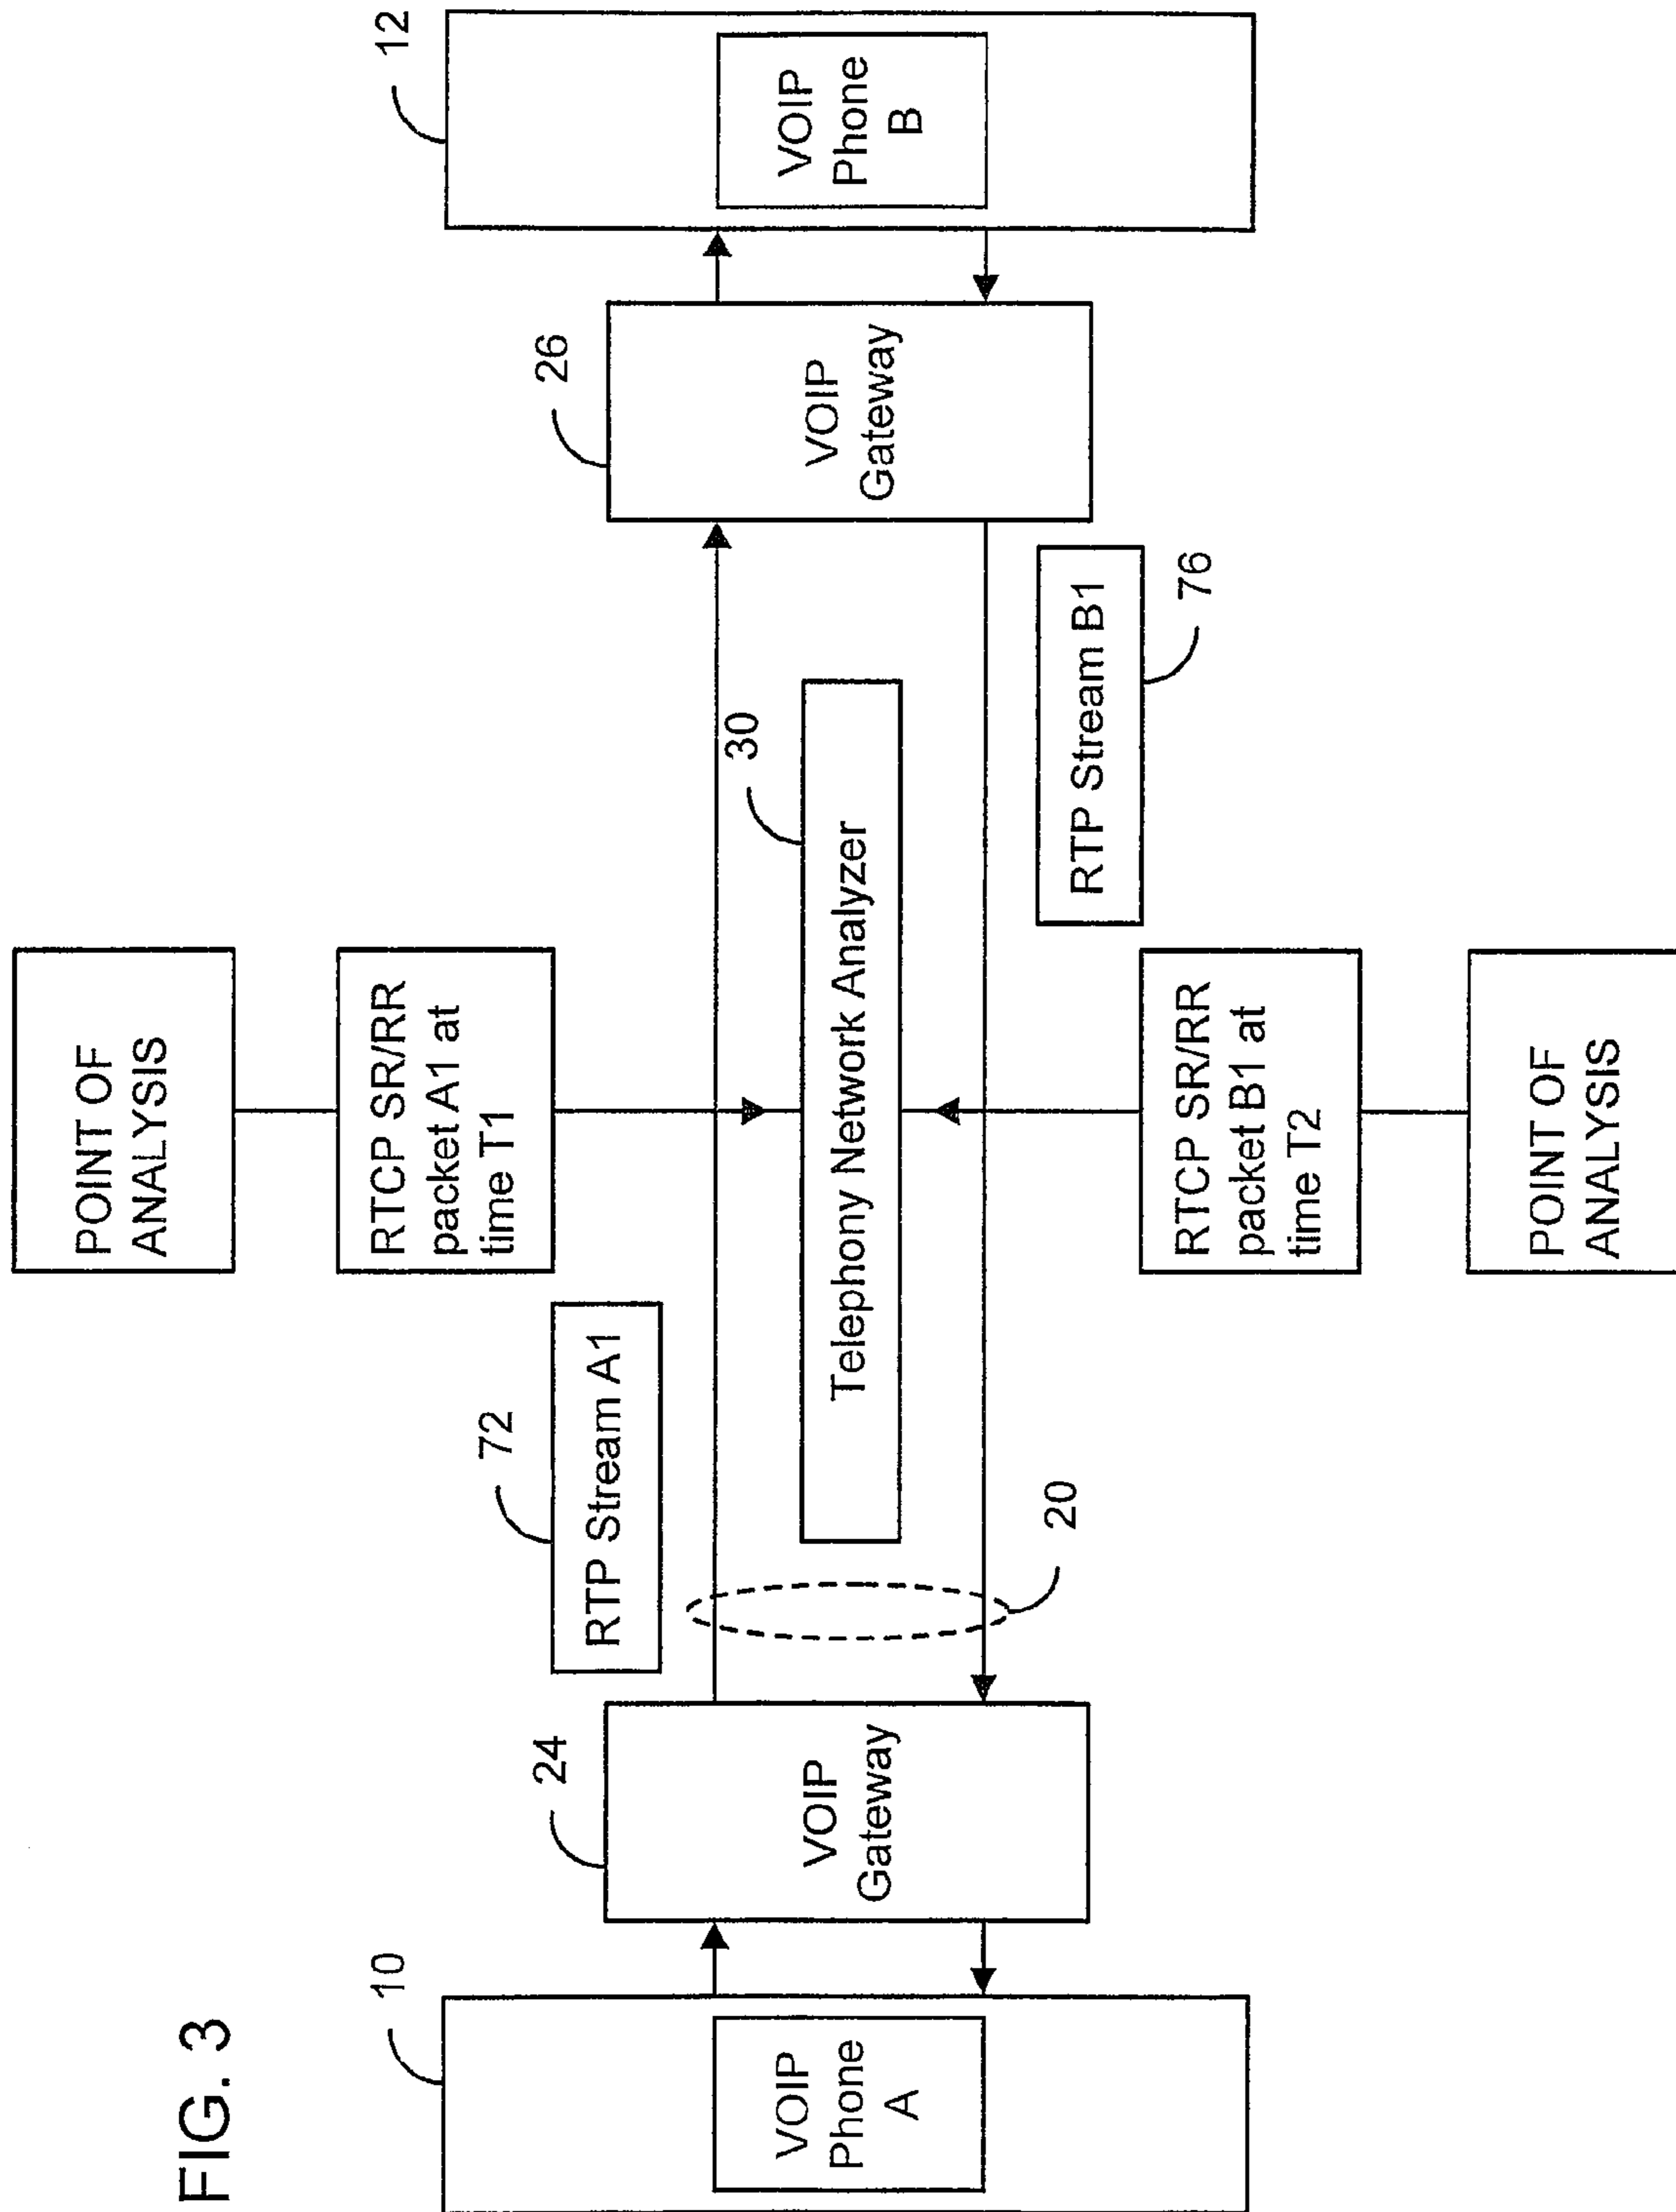 FIG. 3
POINT OF
ANALYSIS
RTCP SR/RR
packet A1 at
time T1
10
VOIP
Phone
A
24
VOIP
Gateway
72
RTP Stream A1
30
Telephony Network Analyzer
20
26
VOIP
Gateway
12
VOIP
Phone
B
RTP Stream B1
76
RTCP SR/RR
packet B1 at
time T2
POINT OF
ANALYSIS